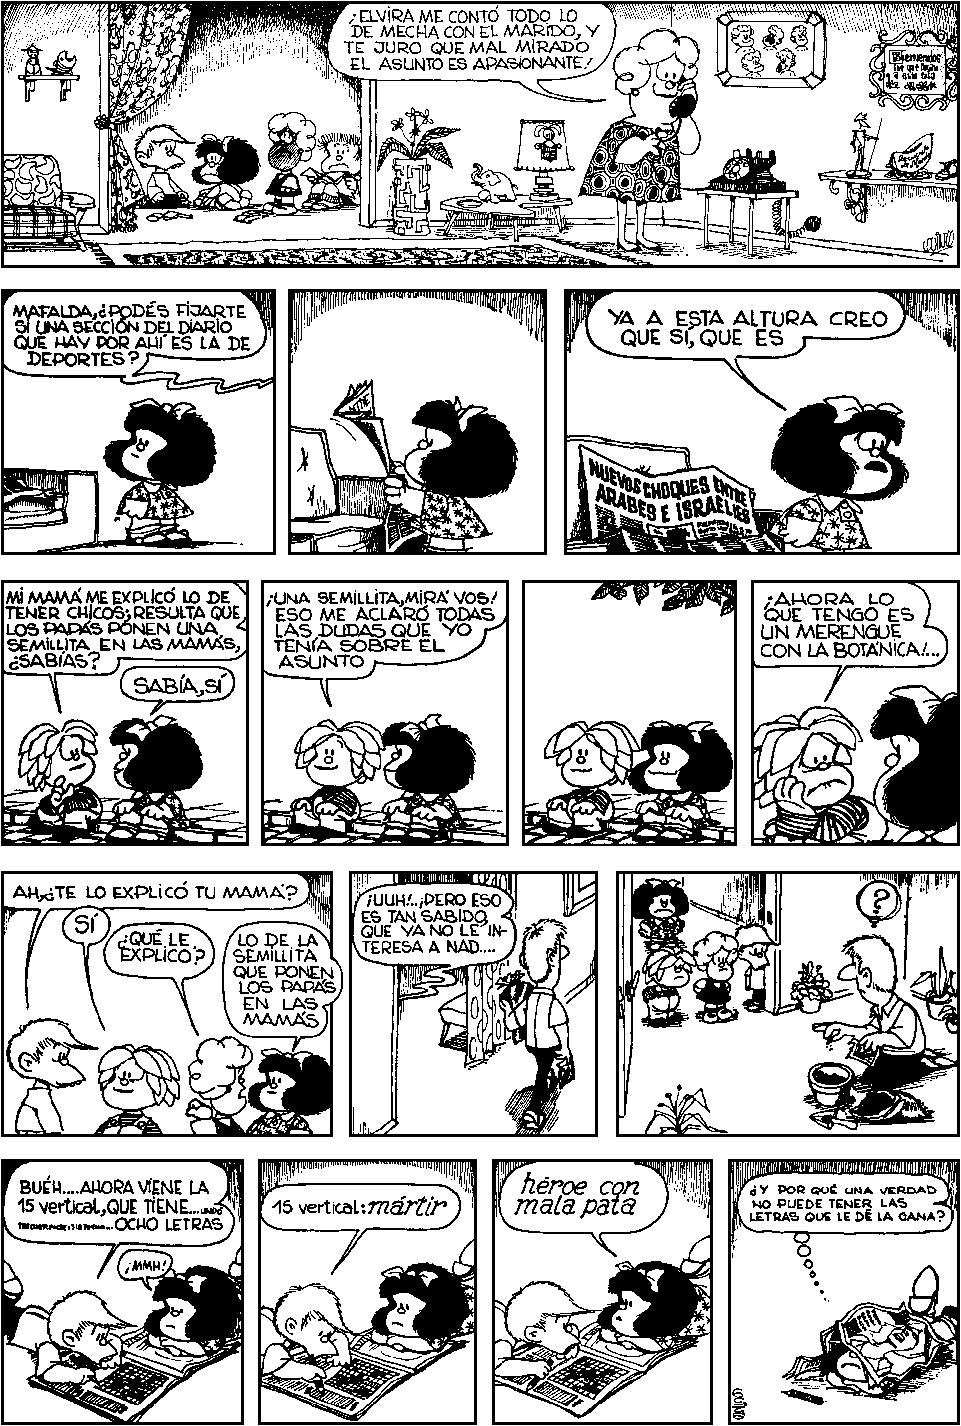 ¡ELVIRA ME CONTÓ TODO LO
DE MECHA CON EL MARIDO, Y
TE JURO QUE MAL MIRADO
EL ASUNTO ES APASIONANTE!
Bienvenidos
MAFALDA, ¿PODÉS FIJARTE
SI UNA SECCIÓN DEL DIARIO
QUE HAY POR AHÍ ES LA DE
DEPORTES?
YA A ESTA ALTURA CREO
QUE SÍ, QUE ES
NUEVOS CHOQUES ENTRE
ÁRABES E ISRAELIES
MI MAMÁ ME EXPLICÓ LO DE
TENER CHICOS; RESULTA QUE
LOS PAPÁS PONEN UNA
SEMILLITA EN LAS MAMÁS,
¿SABÍAS?
SABÍA, SÍ
¡UNA SEMILLITA, MIRÁ VOS!
ESO ME ACLARÓ TODAS
LAS DUDAS QUE YO
TENÍA SOBRE EL
ASUNTO
¡AHORA LO
QUE TENGO ES
UN MERENGUE
CON LA BOTÁNICA!...
AH, ¿TE LO EXPLICÓ TU MAMÁ?
SÍ
¿QUÉ LE
EXPLICÓ?
LO DE LA
SEMILLITA
QUE PONEN
LOS PAPÁS
EN LAS
MAMÁS
¡UUH!..¡PERO ESO
ES TAN SABIDO,
QUE YA NO LE IN-
TERESA A NAD....
?
BUÉH....AHORA VIENE LA
15 vertical, QUE TIENE....
....OCHO LETRAS
¡MMH!
15 vertical: mártir
héroe con
mala pata
¿Y POR QUÉ UNA VERDAD
NO PUEDE TENER LAS
LETRAS QUE LE DÉ LA GANA?